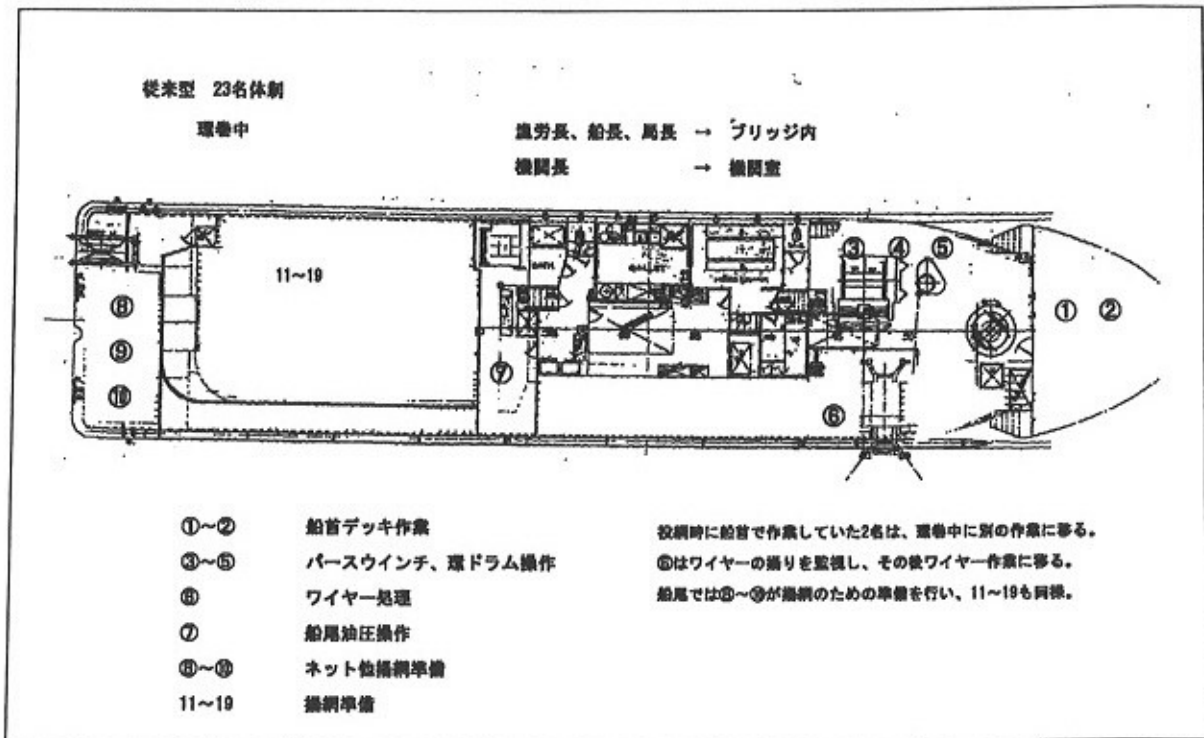 従来型 23名体制
環巻中
漁労長、船長、局長 → ブリッジ内
機関長 → 機関室
③ ④ ⑤
11~19
① ②
⑧
⑨
⑦
⑩
⑥
BATH
①~② 船首デッキ作業
③~⑤ パースウインチ、環ドラム操作
⑥ ワイヤー処理
⑦ 船尾油圧操作
⑧~⑩ ネット他揚網準備
11~19 揚網準備
投網時に船首で作業していた2名は、環巻中に別の作業に移る。
⑥はワイヤーの撓りを監視し、その後ワイヤー作業に移る。
船尾では⑧~⑩が揚網のための準備を行い、11~19も同様。